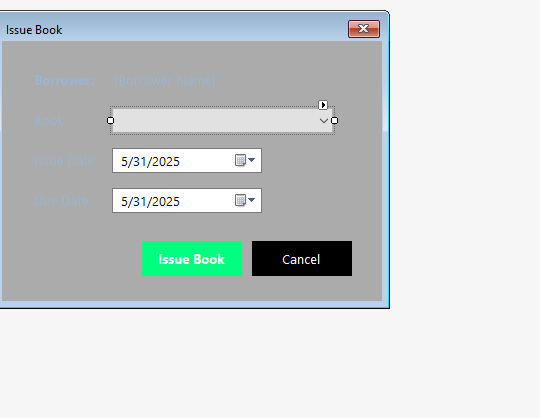 Issue Book
Borrower: [Borrower Name]
Book:
Issue Date: 5/31/2025
Due Date: 5/31/2025
Issue Book Cancel